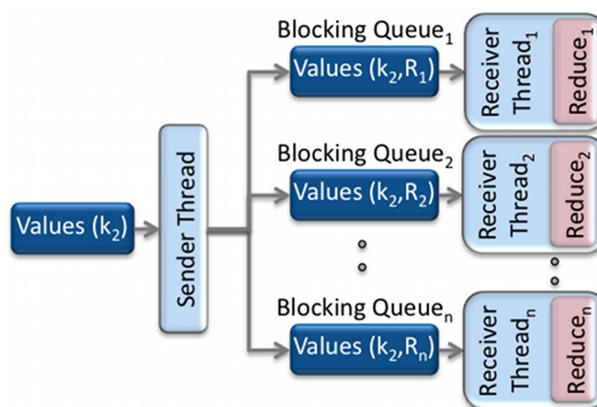 Blocking Queue₁
Values (k₂,R₁)
Receiver
Thread₁
Reduce₁
Blocking Queue₂
Values (k₂,R₂)
Receiver
Thread₂
Reduce₂
Values (k₂)
Sender Thread
Blocking Queueₙ
Values (k₂,Rₙ)
Receiver
Threadₙ
Reduceₙ